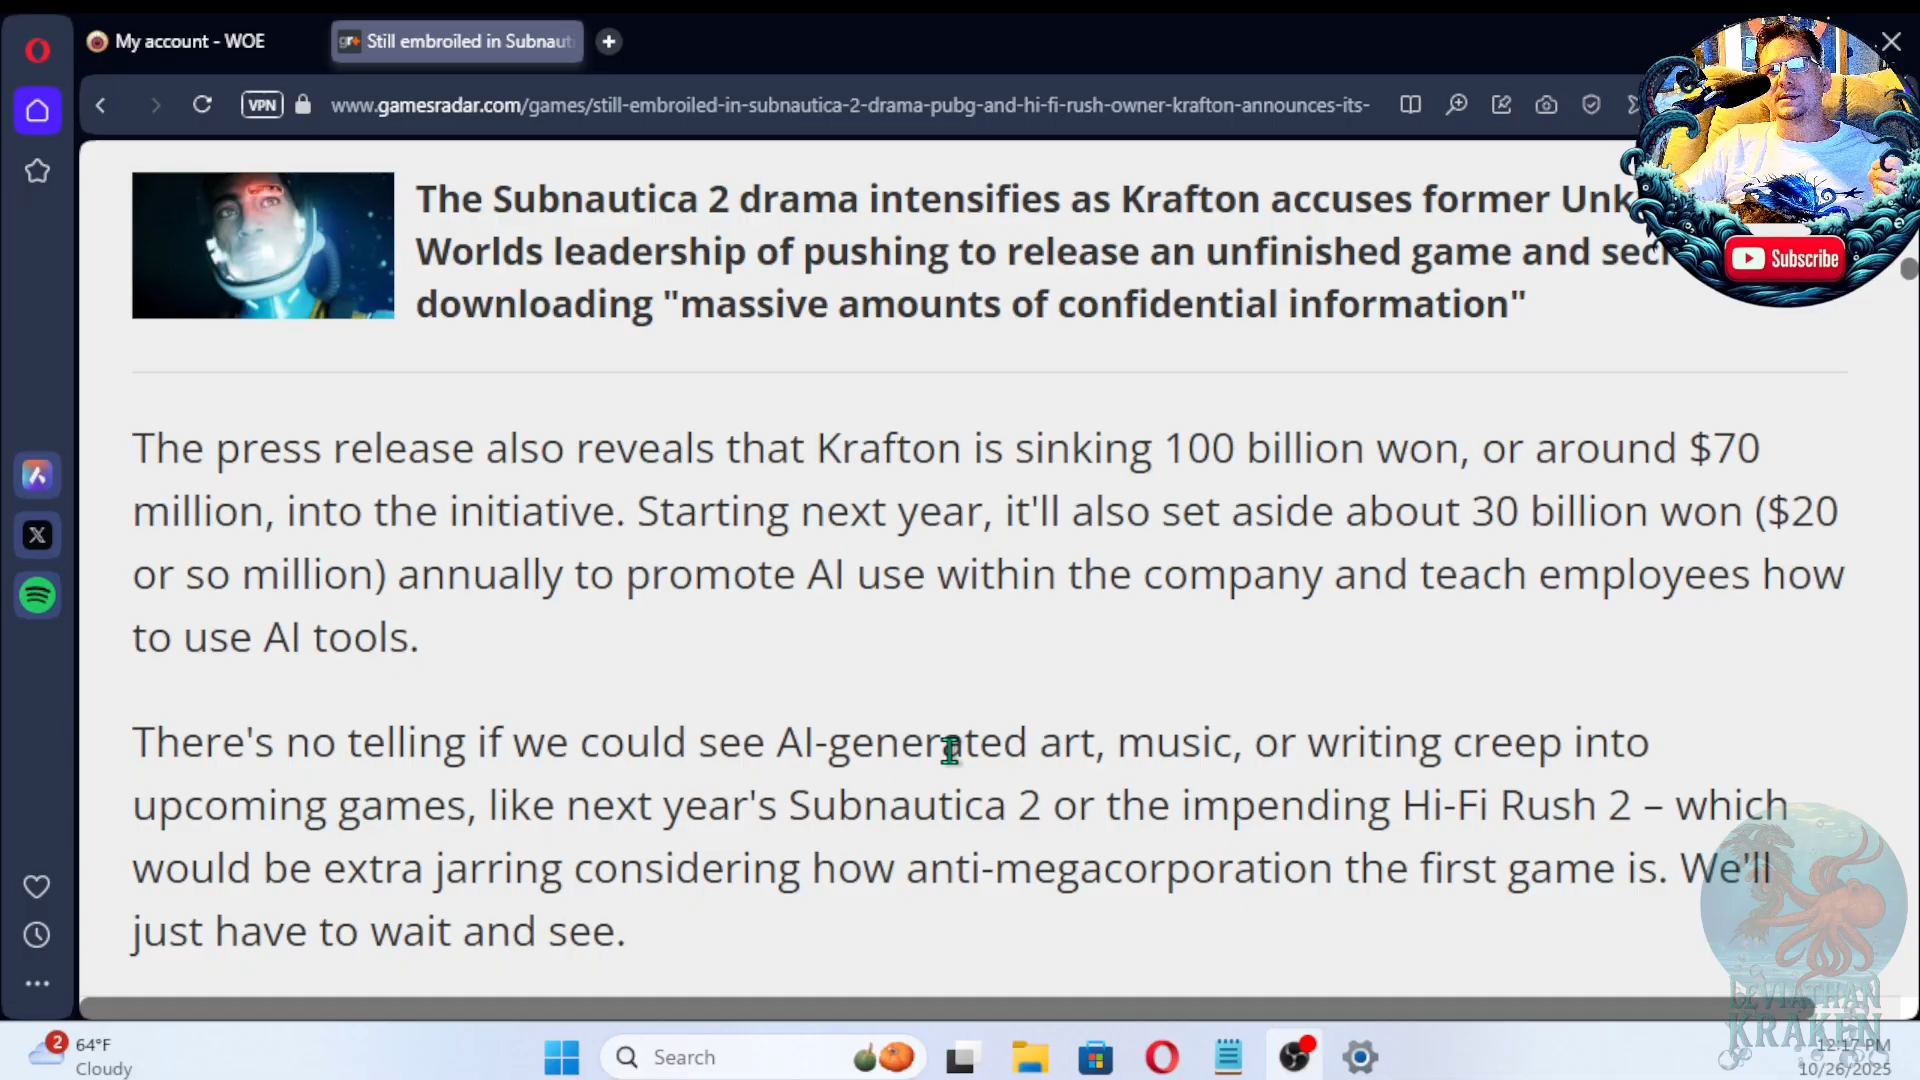 My account - WOE
gr+ Still embroiled in Subnaut
VPN
www.gamesradar.com/games/still-embroiled-in-subnautica-2-drama-pubg-and-hi-fi-rush-owner-krafton-announces-its-
Subscribe
The Subnautica 2 drama intensifies as Krafton accuses former Unk
Worlds leadership of pushing to release an unfinished game and sec
downloading "massive amounts of confidential information"
The press release also reveals that Krafton is sinking 100 billion won, or around $70
million, into the initiative. Starting next year, it'll also set aside about 30 billion won ($20
or so million) annually to promote AI use within the company and teach employees how
to use AI tools.
There's no telling if we could see AI-generated art, music, or writing creep into
upcoming games, like next year's Subnautica 2 or the impending Hi-Fi Rush 2 – which
would be extra jarring considering how anti-megacorporation the first game is. We'll
just have to wait and see.
LEVIATHAN
KRAKEN
2
64°F
Cloudy
Search
12:17 PM
10/26/2025